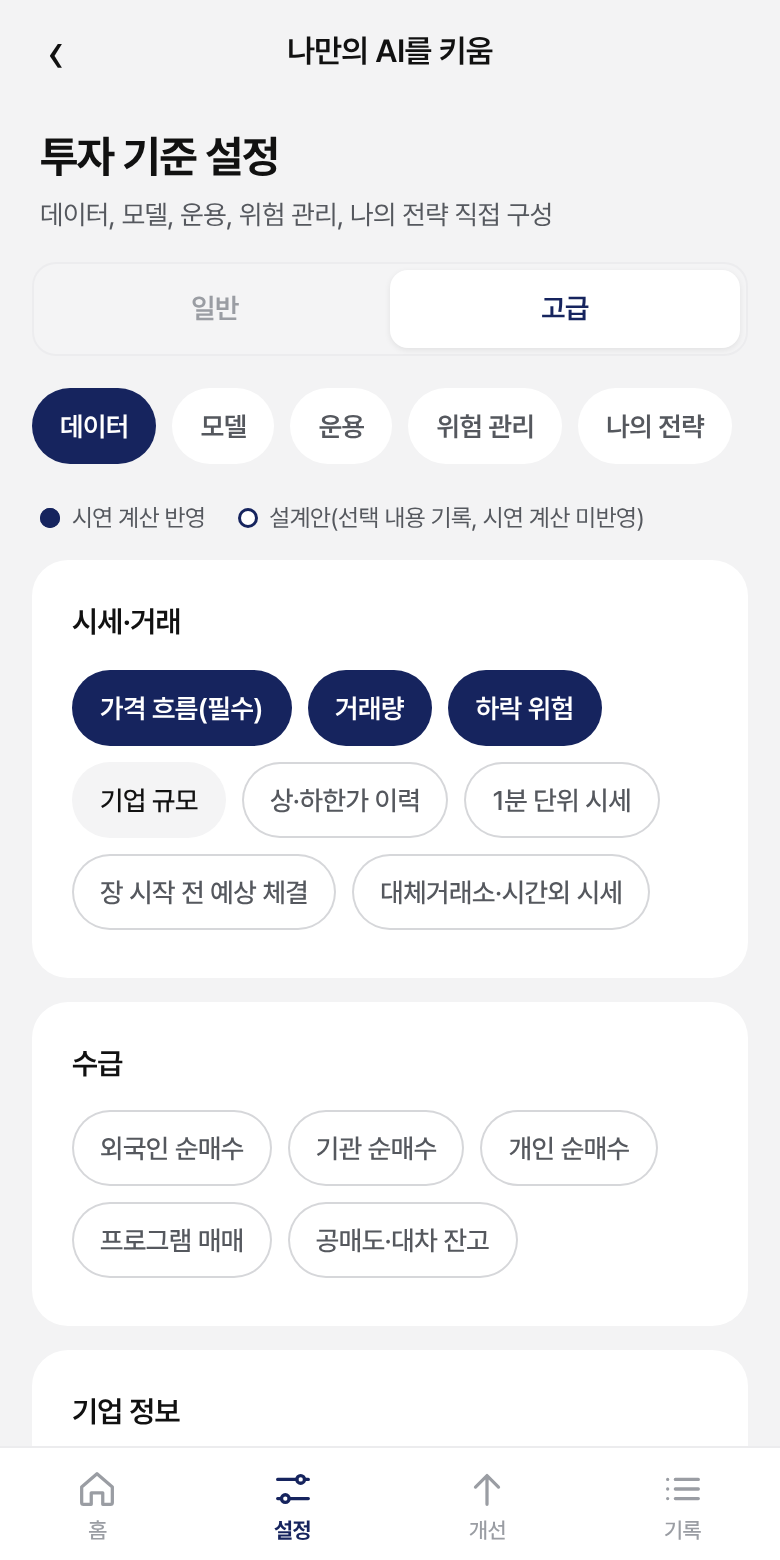 나만의 AI를 키움
투자 기준 설정
데이터, 모델, 운용, 위험 관리, 나의 전략 직접 구성
일반
고급
데이터
모델
운용
위험 관리
나의 전략
시연 계산 반영
설계안(선택 내용 기록, 시연 계산 미반영)
시세·거래
가격 흐름(필수)
거래량
하락 위험
기업 규모
상·하한가 이력
1분 단위 시세
장 시작 전 예상 체결
대체거래소·시간외 시세
수급
외국인 순매수
기관 순매수
개인 순매수
프로그램 매매
공매도·대차 잔고
기업 정보
홈
설정
개선
기록